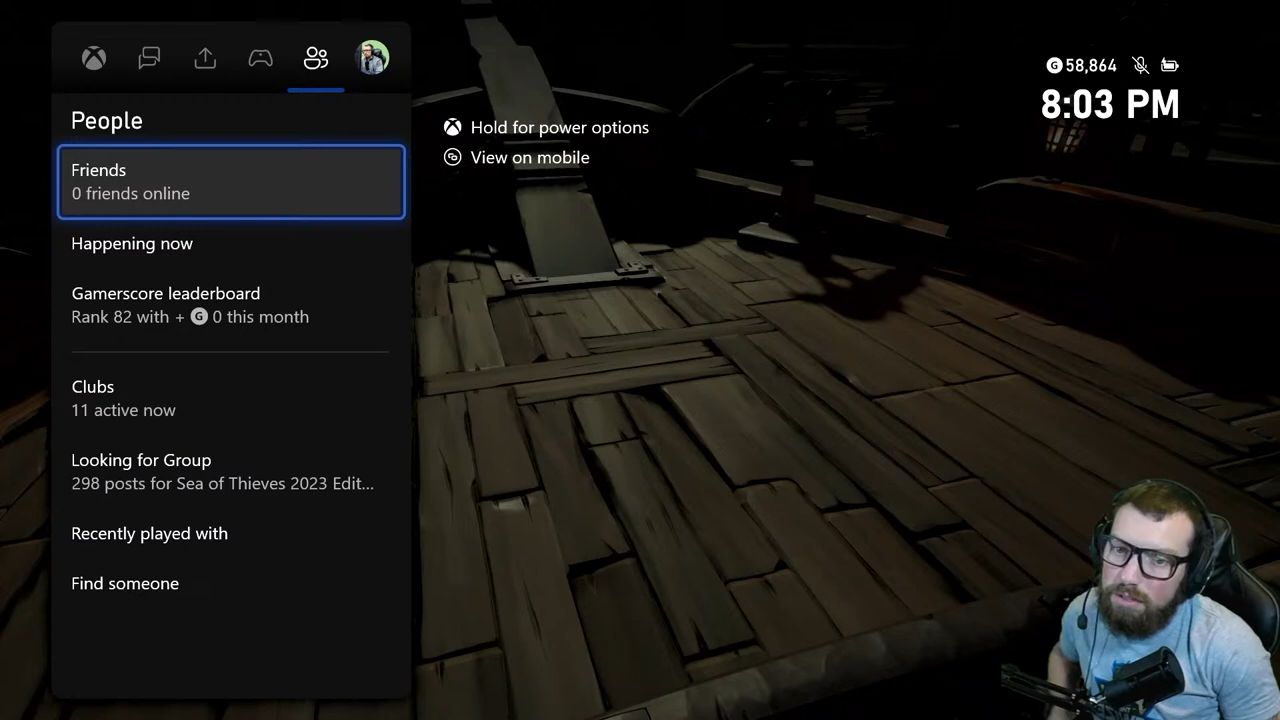 People
Friends
0 friends online
Happening now
Gamerscore leaderboard
Rank 82 with + G 0 this month
Clubs
11 active now
Looking for Group
298 posts for Sea of Thieves 2023 Edit...
Recently played with
Find someone
Hold for power options
View on mobile
G 58,864
8:03 PM